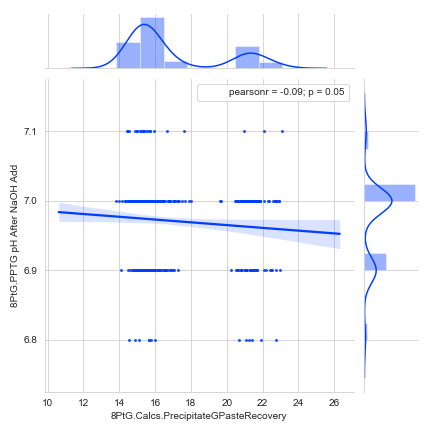 pearsonr = -0.09; p = 0.05
8PtG.PPTG pH After NaOH Add
7.1
7.0
6.9
6.8
10 12 14 16 18 20 22 24 26
8PtG.Calcs.PrecipitateGPasteRecovery